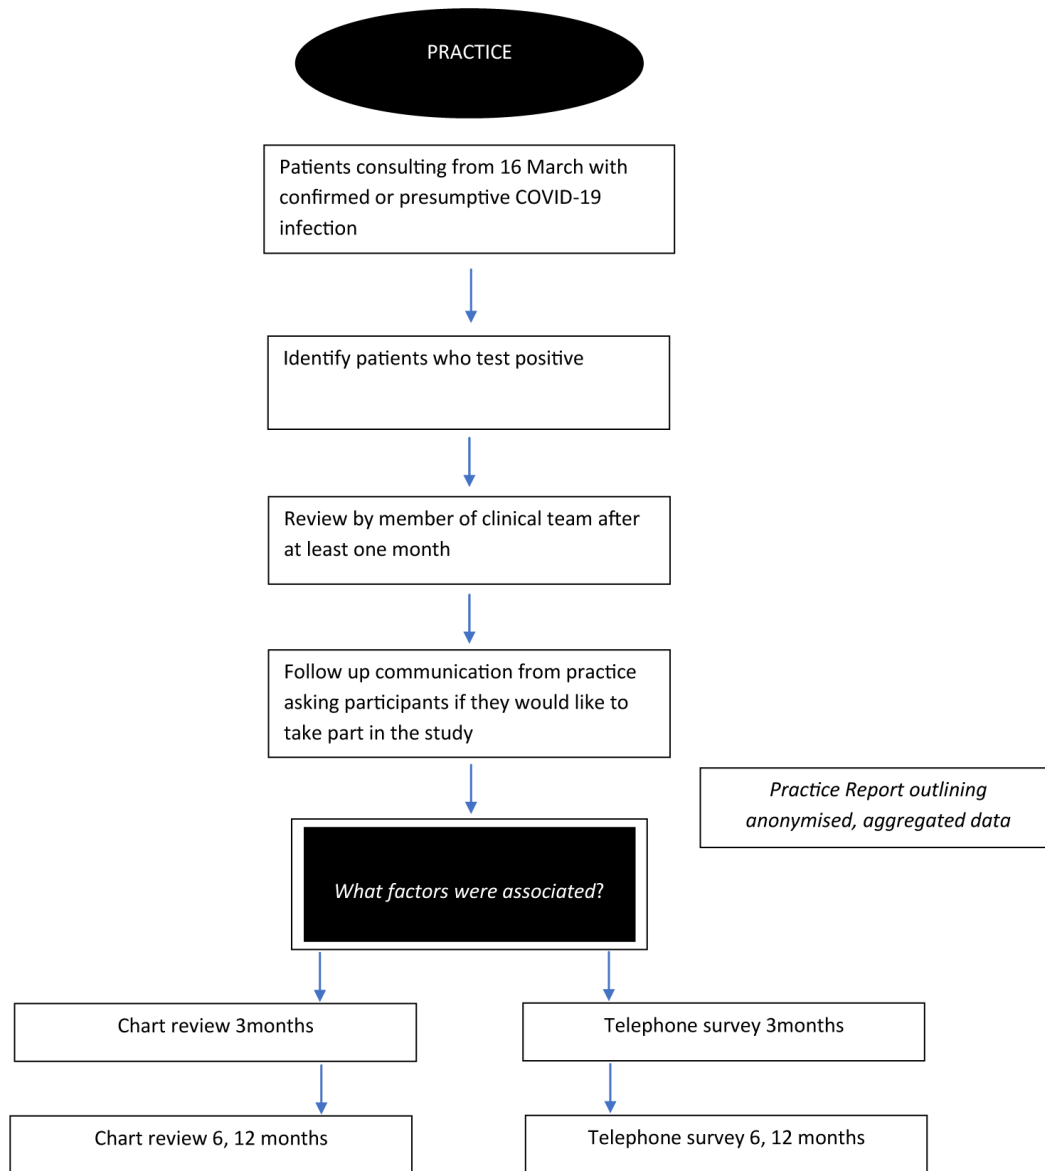 PRACTICE
Patients consulting from 16 March with
confirmed or presumptive COVID-19
infection
Identify patients who test positive
Review by member of clinical team after
at least one month
Follow up communication from practice
asking participants if they would like to
take part in the study
Practice Report outlining
anonymised, aggregated data
What factors were associated?
Chart review 3months
Telephone survey 3months
Chart review 6, 12 months
Telephone survey 6, 12 months